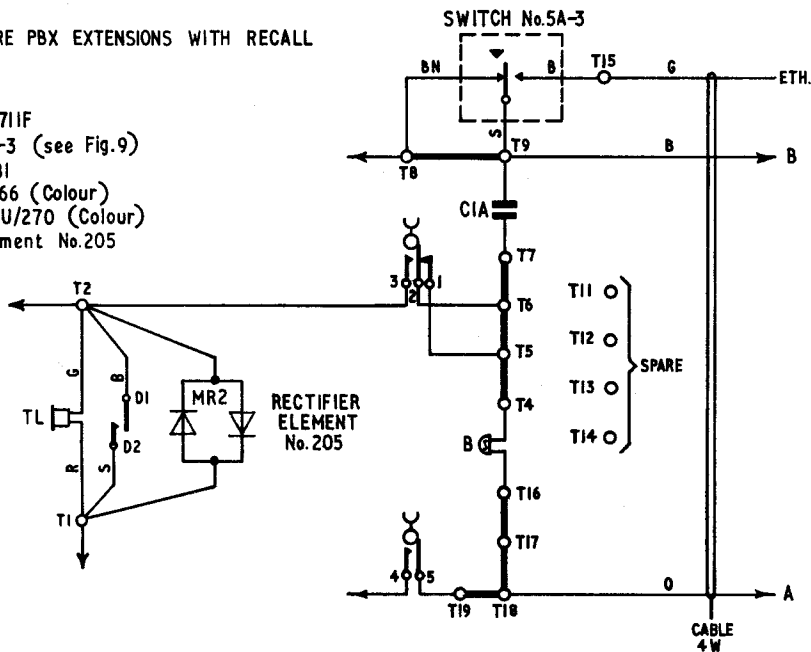 SWITCH No.5A-3
RE PBX EXTENSIONS WITH RECALL
BN
B
T15
G
ETH.
711F
-3 (see Fig.9)
31
66 (Colour)
U/270 (Colour)
ment No.205
S
T8
T9
B
B
C1A
T7
T2
3
2
1
T6
T11
T5
T12
SPARE
G
B
D1
MR2
RECTIFIER
ELEMENT
No.205
T13
T4
TL
D2
B
T14
R
S
T16
T1
T17
4
5
O
A
T19
T18
CABLE
4W